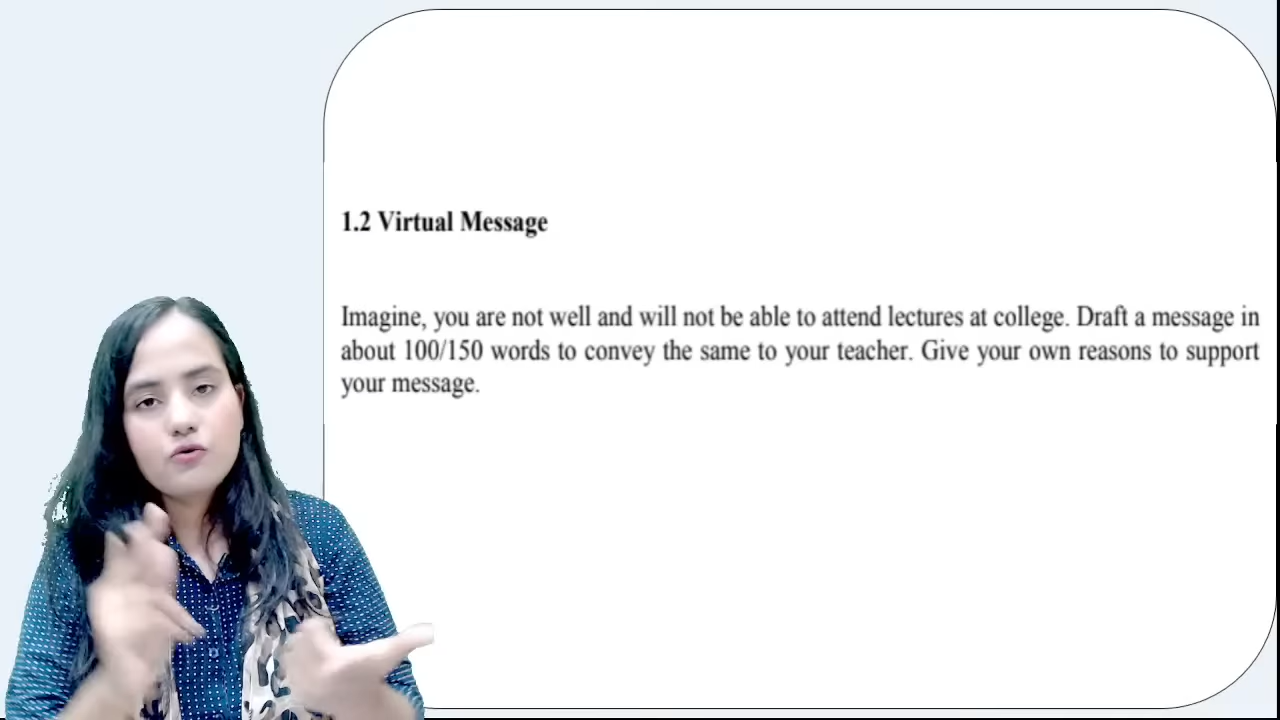 1.2 Virtual Message
Imagine, you are not well and will not be able to attend lectures at college. Draft a message in
about 100/150 words to convey the same to your teacher. Give your own reasons to support
your message.